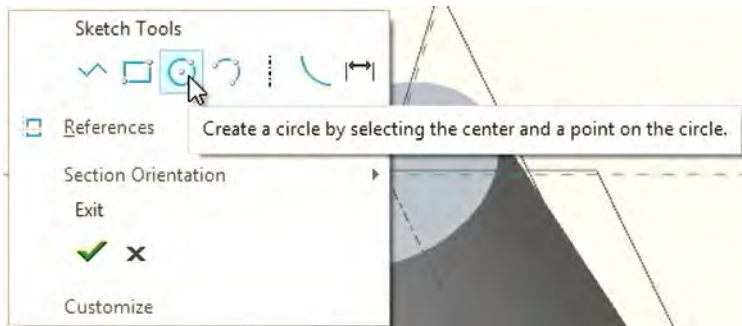 Sketch Tools
References
Create a circle by selecting the center and a point on the circle.
Section Orientation
Exit
Customize